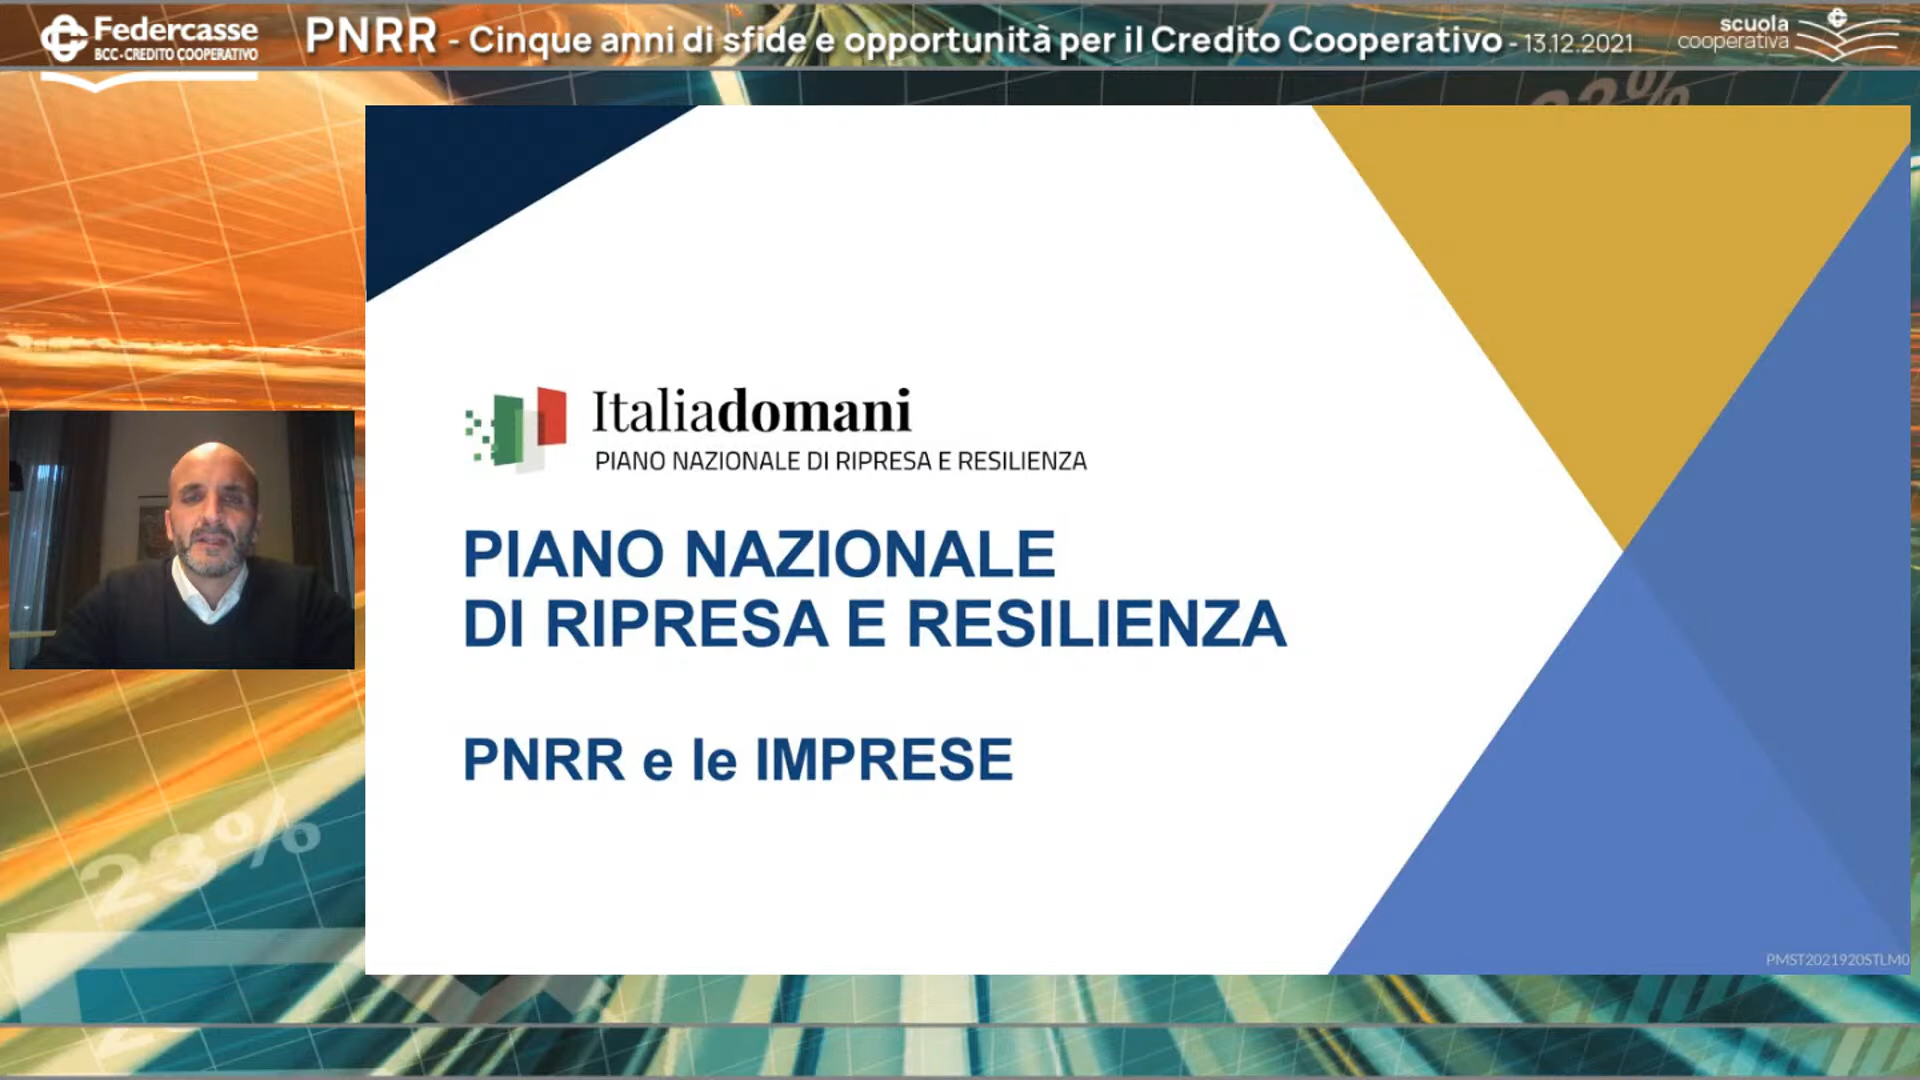 Federcasse
BCC-CREDITO COOPERATIVO
PNRR - Cinque anni di sfide e opportunità per il Credito Cooperativo - 13.12.2021
scuola
cooperativa
Italiadomani
PIANO NAZIONALE DI RIPRESA E RESILIENZA
PIANO NAZIONALE
DI RIPRESA E RESILIENZA
PNRR e le IMPRESE
23%
PMST2021920STLM0